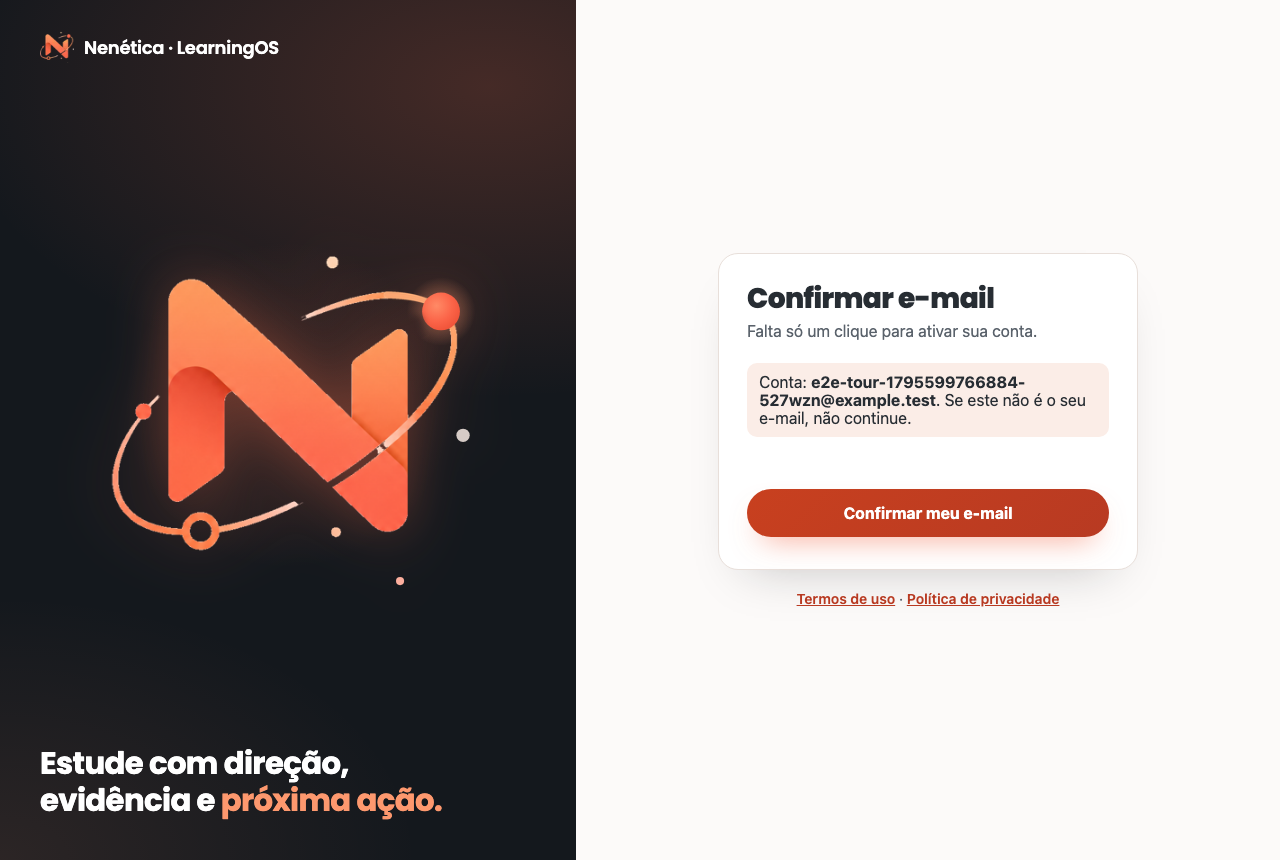 Nenética · LearningOS
Estude com direção,
evidência e próxima ação.
Confirmar e-mail
Falta só um clique para ativar sua conta.
Conta: e2e-tour-1795599766884-
527wzn@example.test. Se este não é o seu
e-mail, não continue.
Confirmar meu e-mail
Termos de uso · Política de privacidade